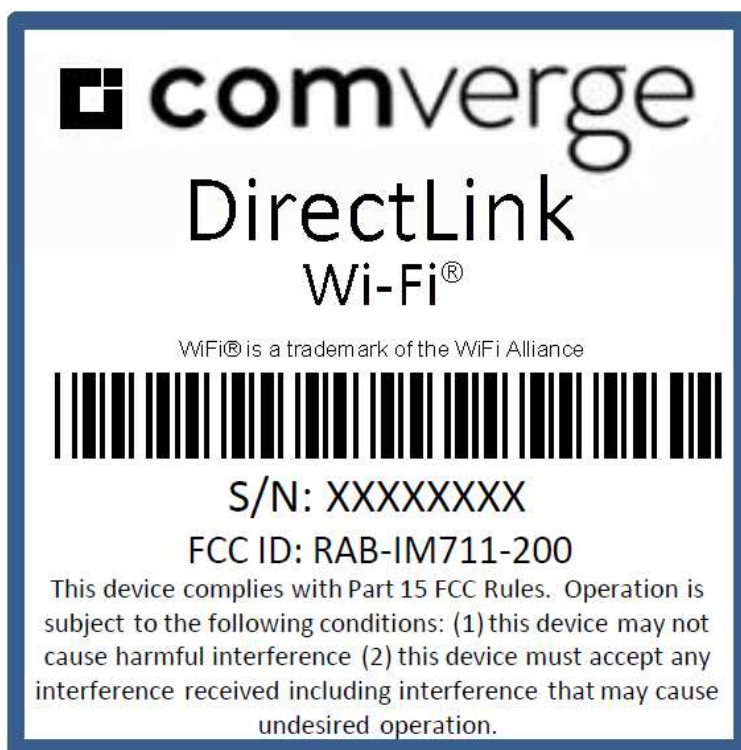 comverge
DirectLink
Wi-Fi®
WiFi® is a trademark of the WiFi Alliance
S/N: XXXXXXXX
FCC ID: RAB-IM711-200
This device complies with Part 15 FCC Rules. Operation is
subject to the following conditions: (1) this device may not
cause harmful interference (2) this device must accept any
interference received including interference that may cause
undesired operation.